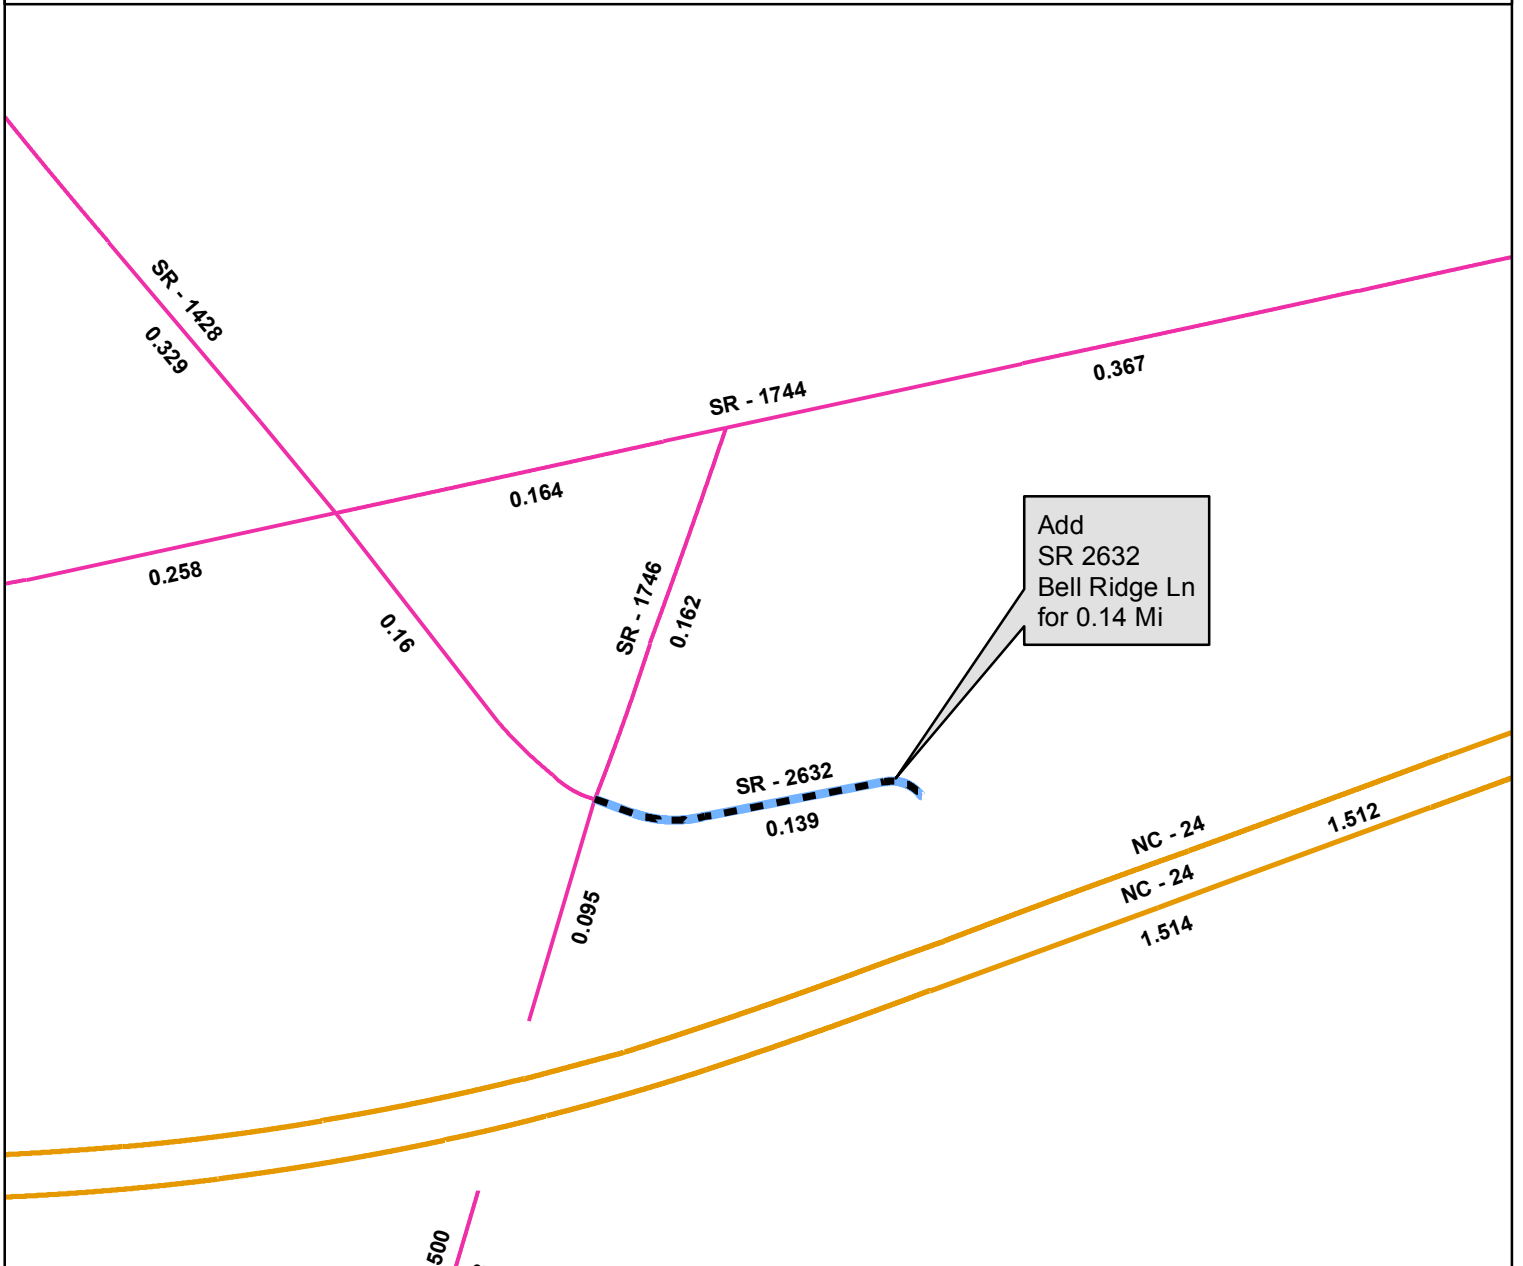 SR - 1428
0.329
SR - 1744
0.367
0.164
0.258
Add
SR 2632
Bell Ridge Ln
for 0.14 Mi
SR - 1746
0.162
0.16
SR - 2632
0.139
NC - 24
1.512
NC - 24
1.514
0.095
500